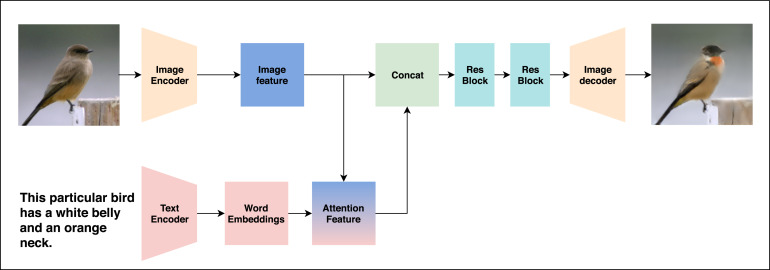 Image
Encoder
Image
feature
Concat
Res
Block
Res
Block
Image
decoder
This particular bird
has a white belly
and an orange
neck.
Text
Encoder
Word
Embeddings
Attention
Feature